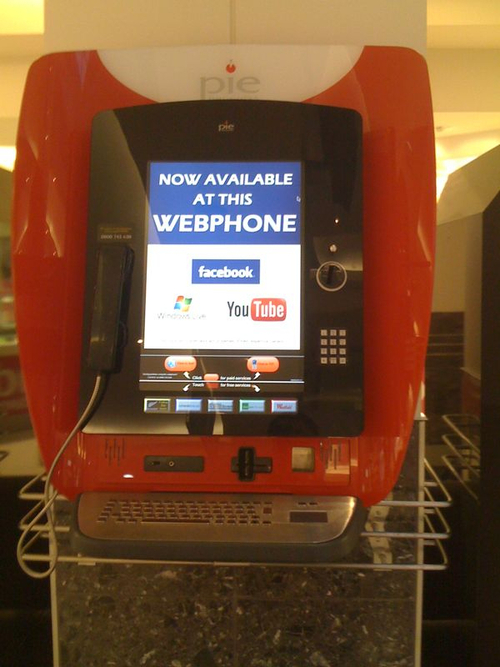 pie
pie
NOW AVAILABLE
AT THIS
WEBPHONE
facebook
Windows Live
YouTube
Click for paid services
Touch for free services